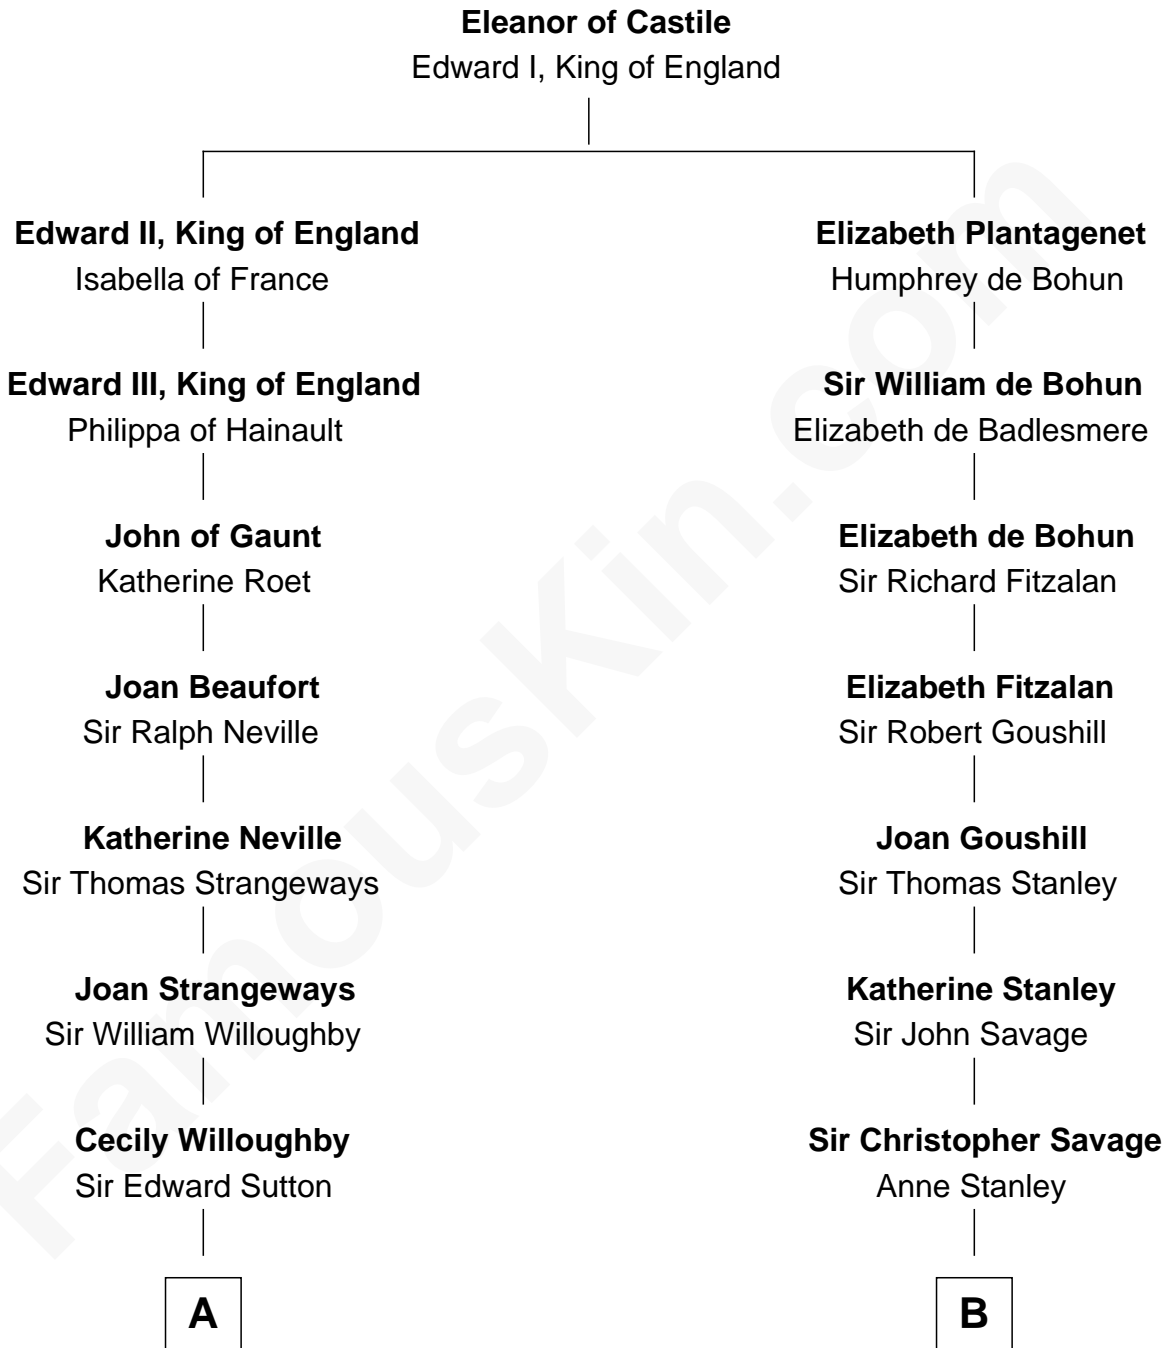 Eleanor of Castile
Edward I, King of England
Edward II, King of England
Isabella of France
Elizabeth Plantagenet
Humphrey de Bohun
Edward III, King of England
Philippa of Hainault
Sir William de Bohun
Elizabeth de Badlesmere
John of Gaunt
Katherine Roet
Elizabeth de Bohun
Sir Richard Fitzalan
Joan Beaufort
Sir Ralph Neville
Elizabeth Fitzalan
Sir Robert Goushill
Katherine Neville
Sir Thomas Strangeways
Joan Goushill
Sir Thomas Stanley
Joan Strangeways
Sir William Willoughby
Katherine Stanley
Sir John Savage
Cecily Willoughby
Sir Edward Sutton
Sir Christopher Savage
Anne Stanley
A
B
FamousKin.com